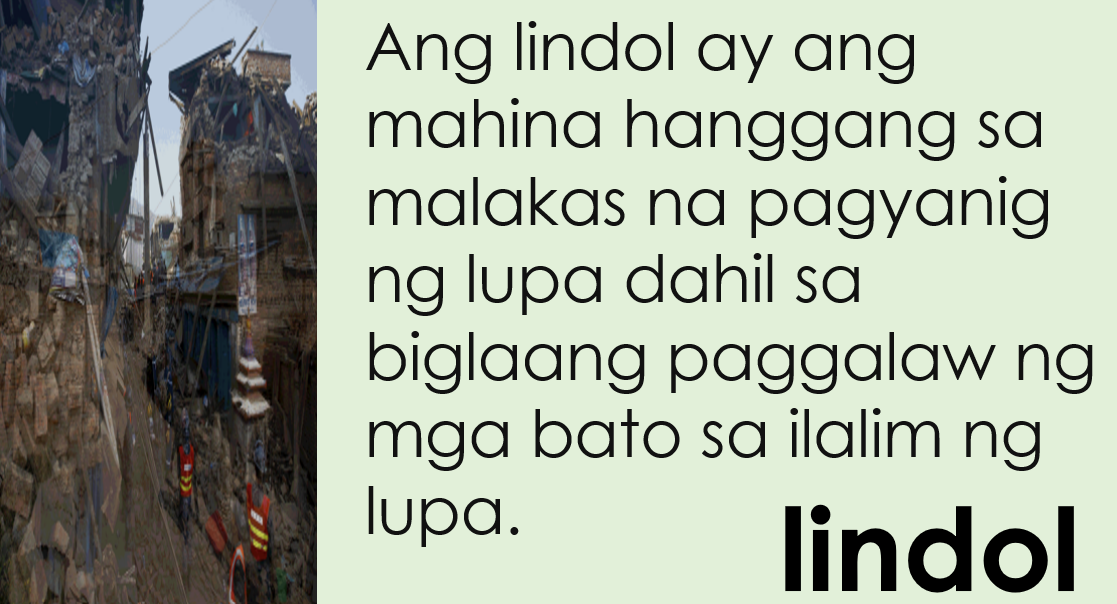 Ang lindol ay ang
mahina hanggang sa
malakas na pagyanig
ng lupa dahil sa
biglaang paggalaw ng
mga bato sa ilalim ng
lupa.
lindol